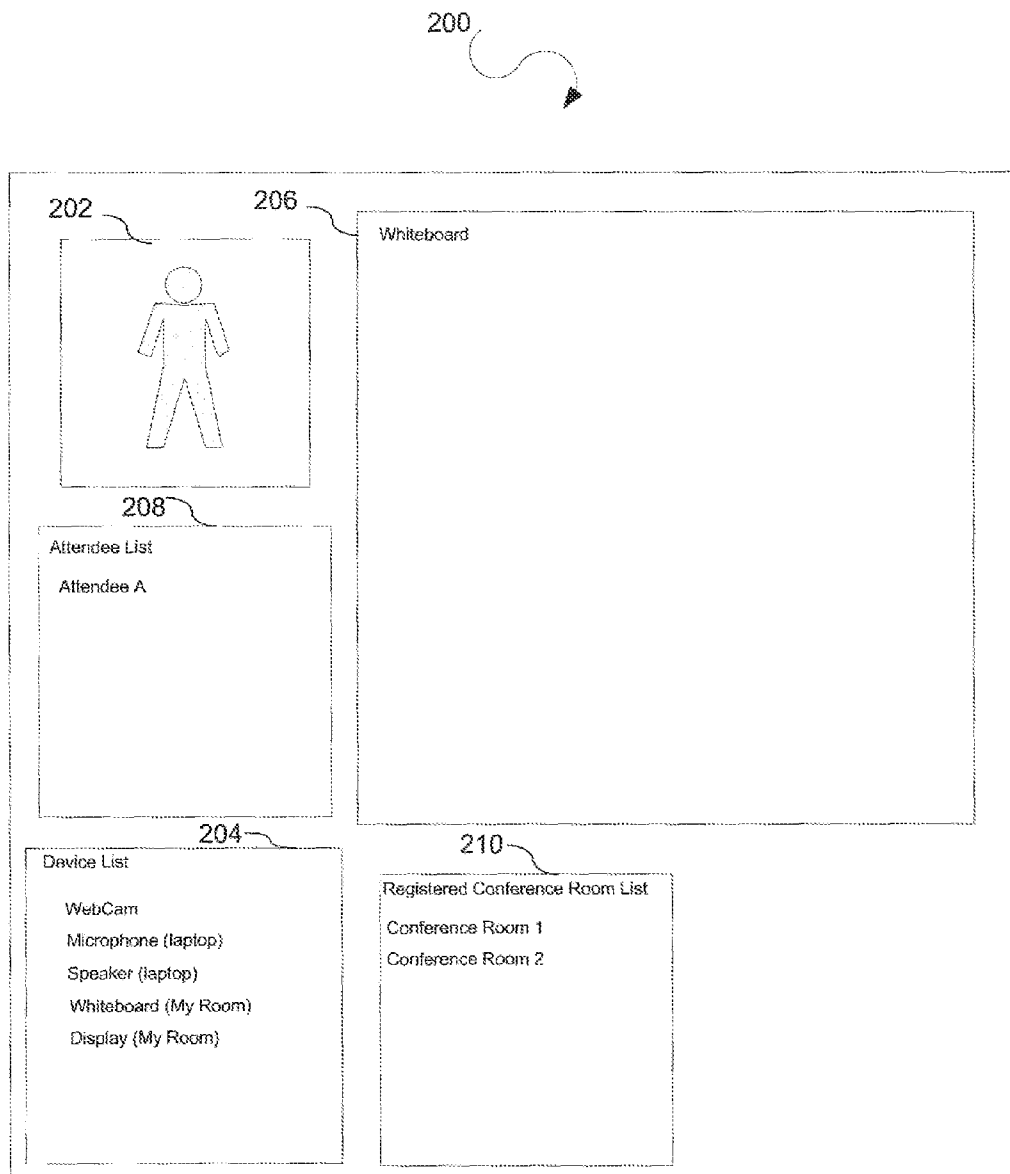 200
202
206
Whiteboard
208
Attendee List
Attendee A
204
Device List
WebCam
Microphone (laptop)
Speaker (laptop)
Whiteboard (My Room)
Display (My Room)
210
Registered Conference Room List
Conference Room 1
Conference Room 2